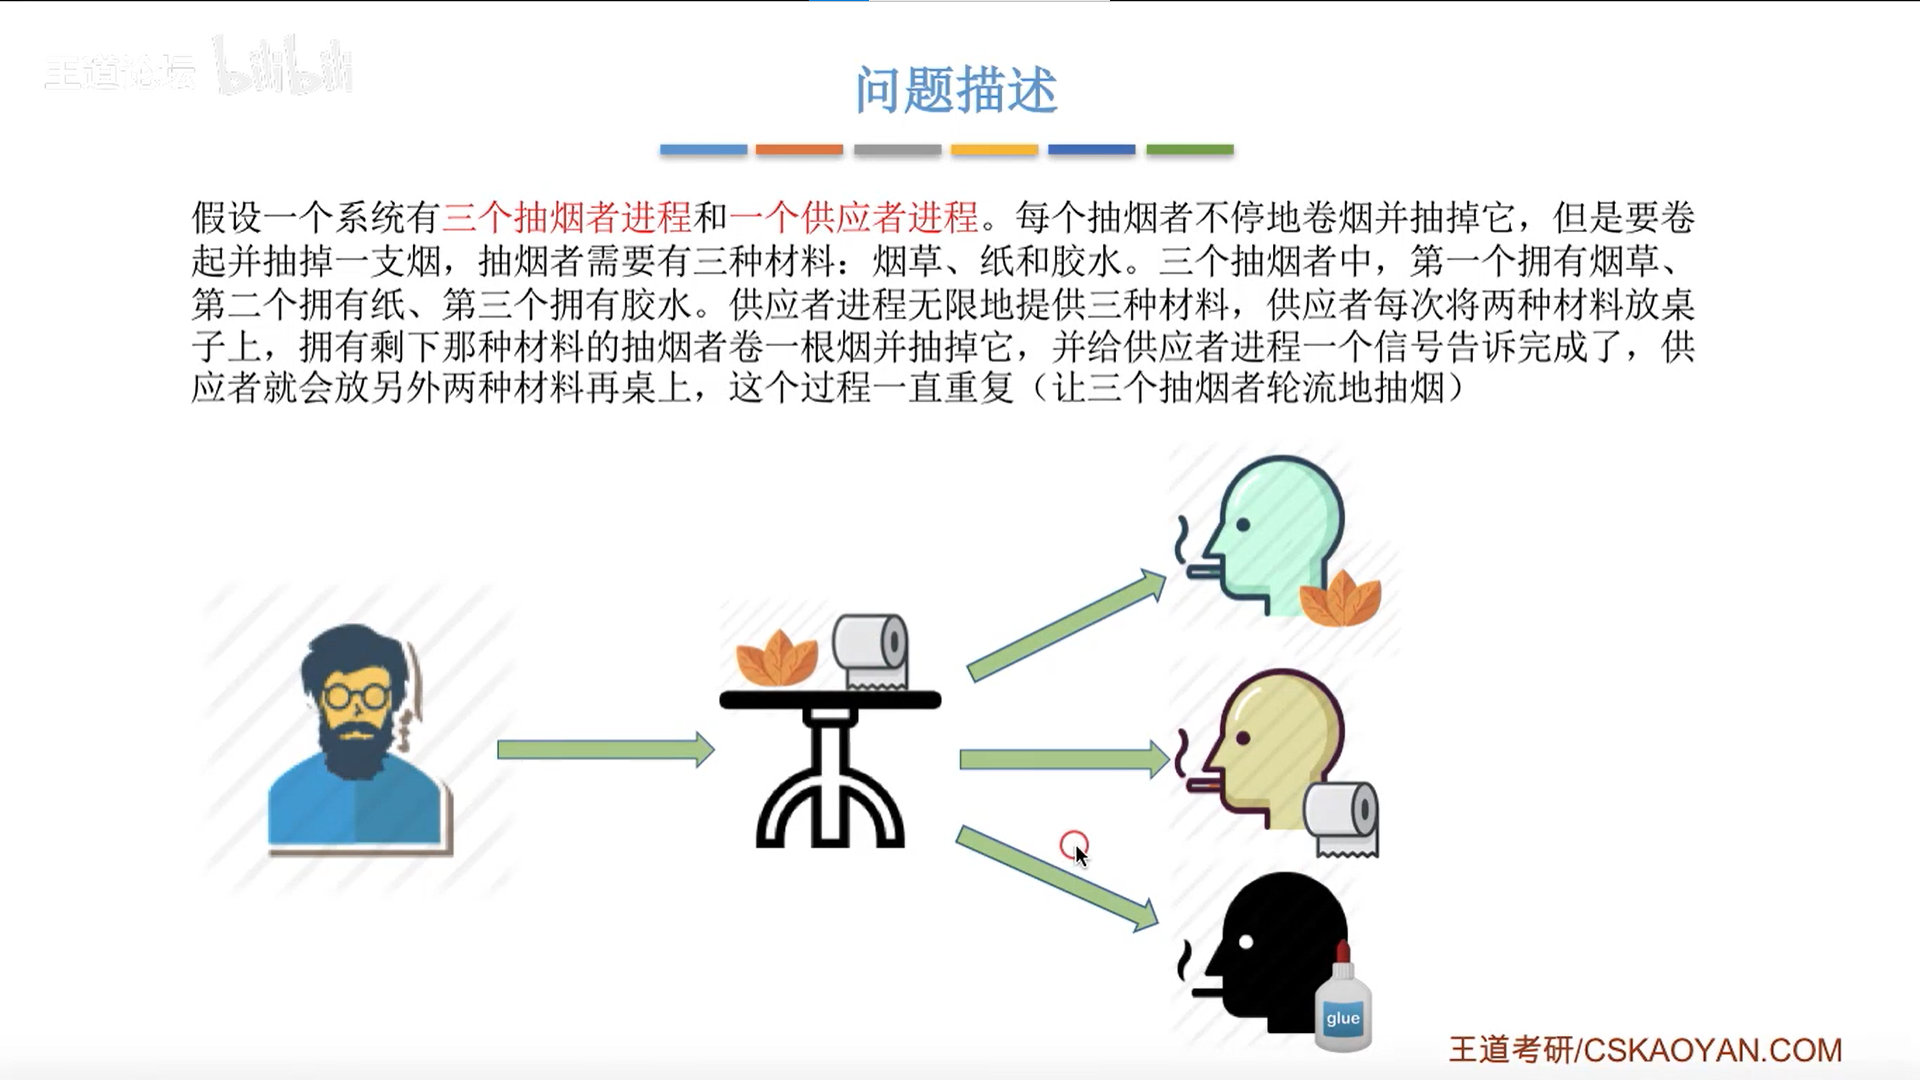 王道论坛 bilibili
问题描述
假设一个系统有三个抽烟者进程和一个供应者进程。每个抽烟者不停地卷烟并抽掉它，但是要卷
起并抽掉一支烟，抽烟者需要有三种材料：烟草、纸和胶水。三个抽烟者中，第一个拥有烟草、
第二个拥有纸、第三个拥有胶水。供应者进程无限地提供三种材料，供应者每次将两种材料放桌
子上，拥有剩下那种材料的抽烟者卷一根烟并抽掉它，并给供应者进程一个信号告诉完成了，供
应者就会放另外两种材料再桌上，这个过程一直重复（让三个抽烟者轮流地抽烟）
glue
王道考研/CSKAOYAN.COM